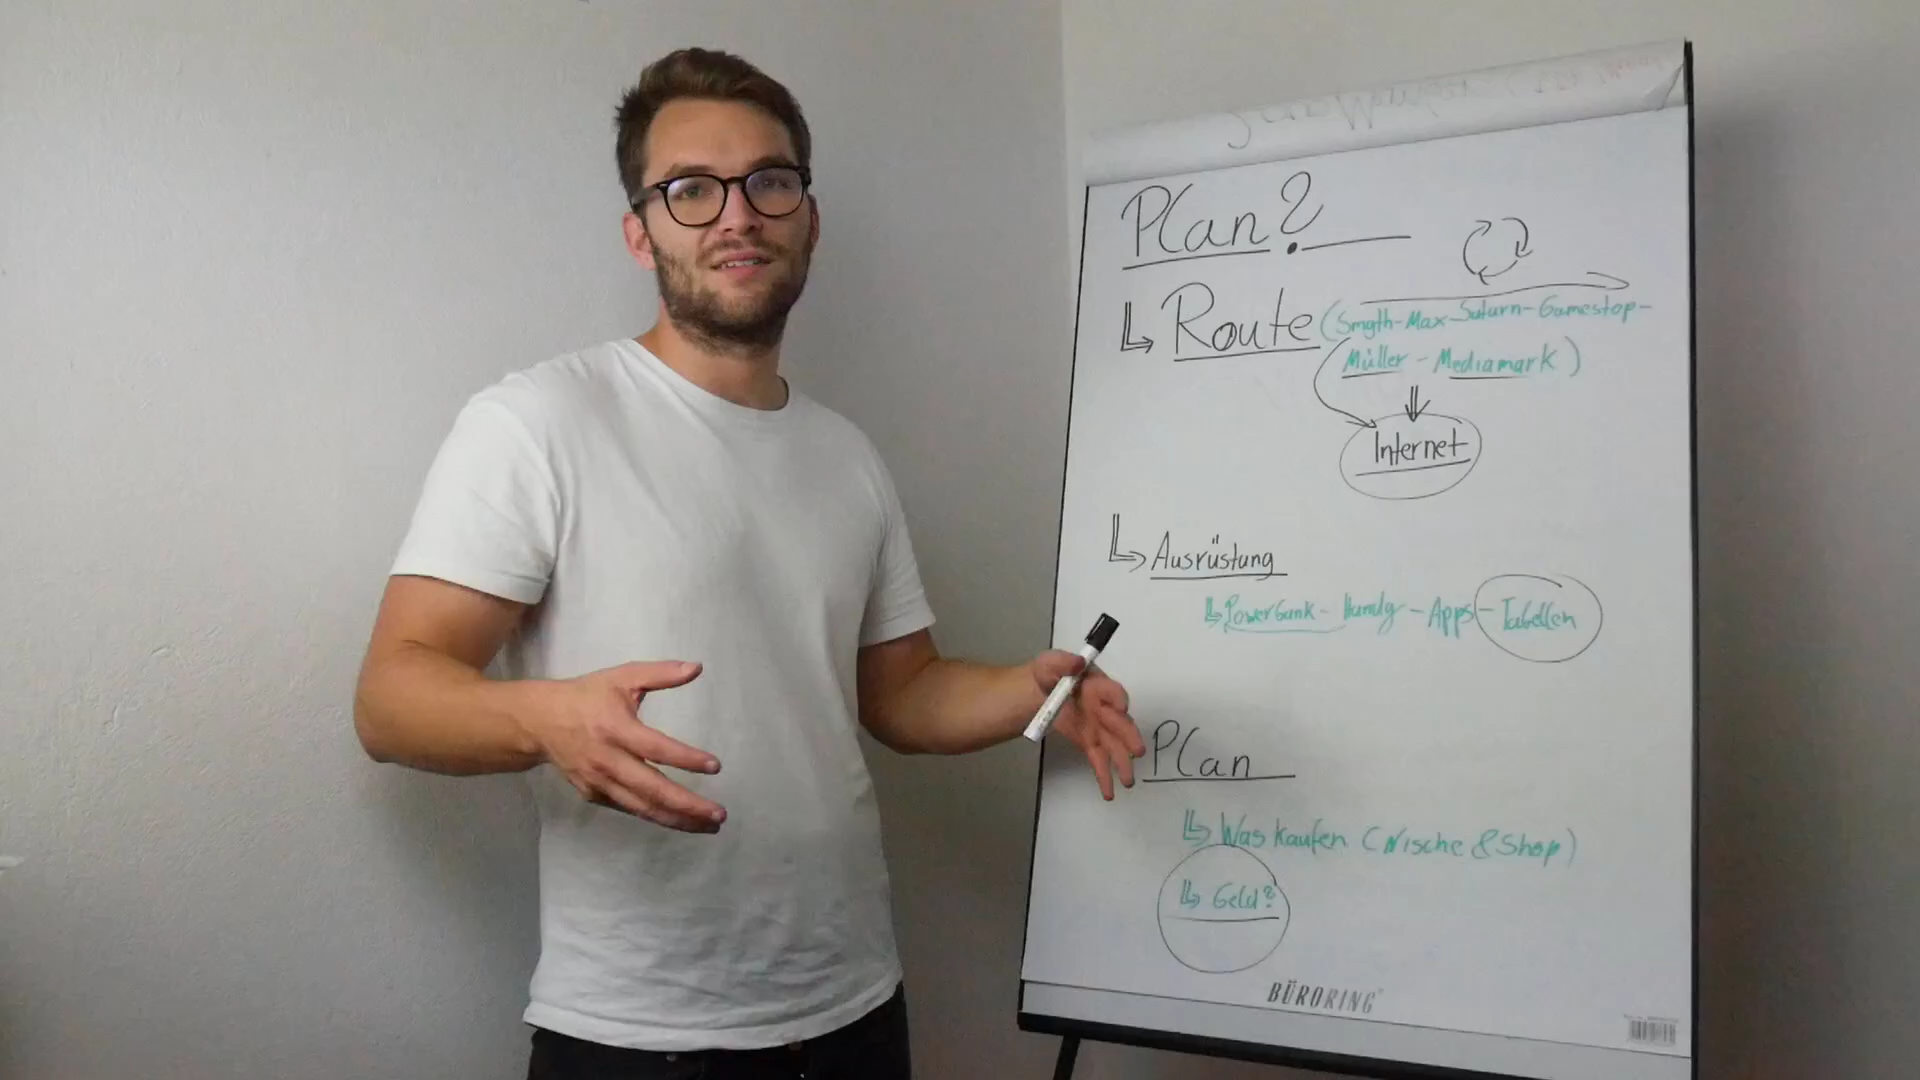 Plan?
Route (Smyth-Max-Saturn-Gamestop-
Müller - Mediamark)
Internet
Ausrüstung
Powerbank - Handy - Apps - Tabellen
Plan
Was kaufen (Nische & Shop)
Geld?
BÜRORING